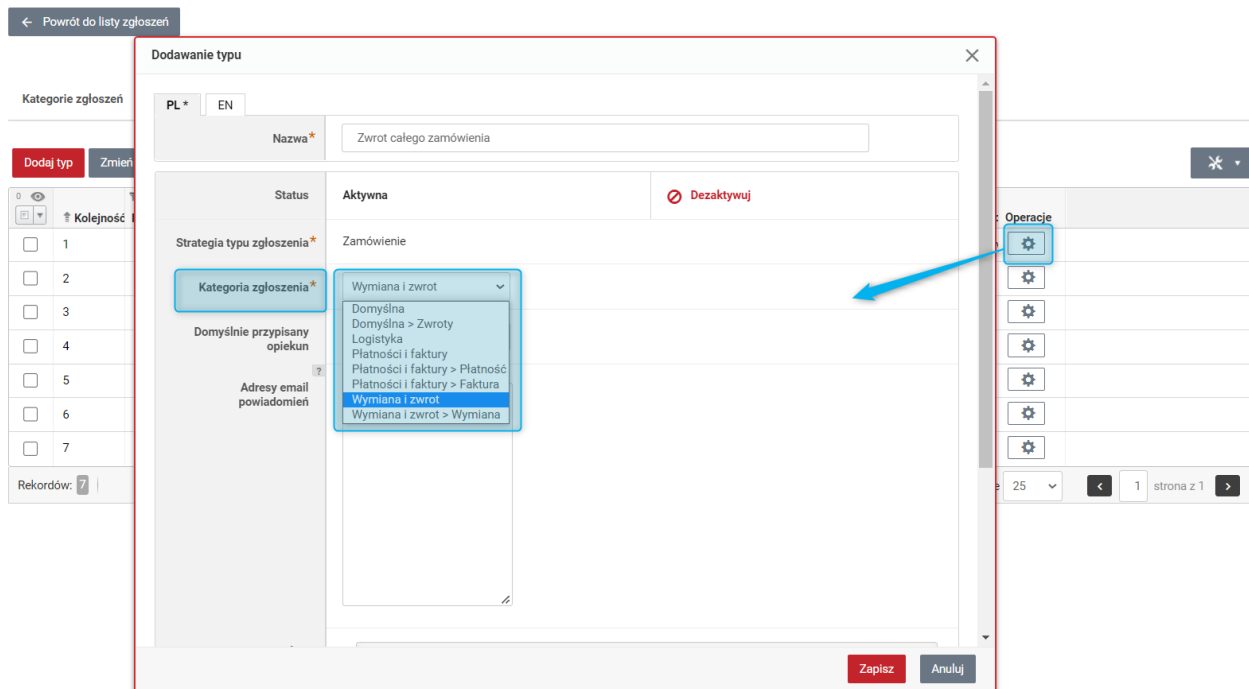 ← Powrót do listy zgłoszeń
Dodawanie typu
Kategorie zgłoszeń
PL *
EN
Nazwa*
Zwrot całego zamówienia
Dodaj typ
Zmień
Status
Aktywna
Dezaktywuj
0
Kolejność
Operacje
Strategia typu zgłoszenia*
Zamówienie
1
2
3
4
5
6
7
Kategoria zgłoszenia*
Wymiana i zwrot
Domyślna
Domyślna > Zwroty
Logistyka
Płatności i faktury
Płatności i faktury > Płatność
Płatności i faktury > Faktura
Wymiana i zwrot
Wymiana i zwrot > Wymiana
Domyślnie przypisany
opiekun
?
Adresy email
powiadomień
Rekordów: 7
25
1 strona z 1
Zapisz
Anuluj